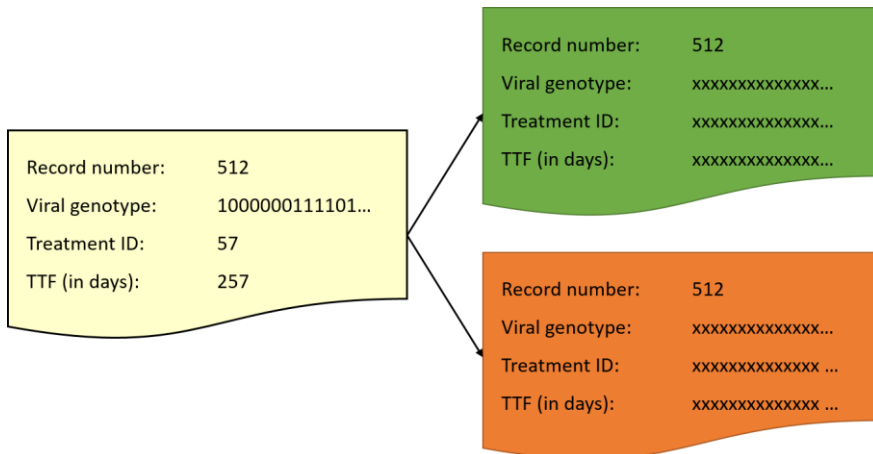 Record number: 512
Viral genotype: 1000000111101...
Treatment ID: 57
TTF (in days): 257
Record number: 512
Viral genotype: xxxxxxxxxxxxxx...
Treatment ID: xxxxxxxxxxxxxx...
TTF (in days): xxxxxxxxxxxxxx...
Record number: 512
Viral genotype: xxxxxxxxxxxxxx...
Treatment ID: xxxxxxxxxxxxxx ...
TTF (in days): xxxxxxxxxxxxxx ...